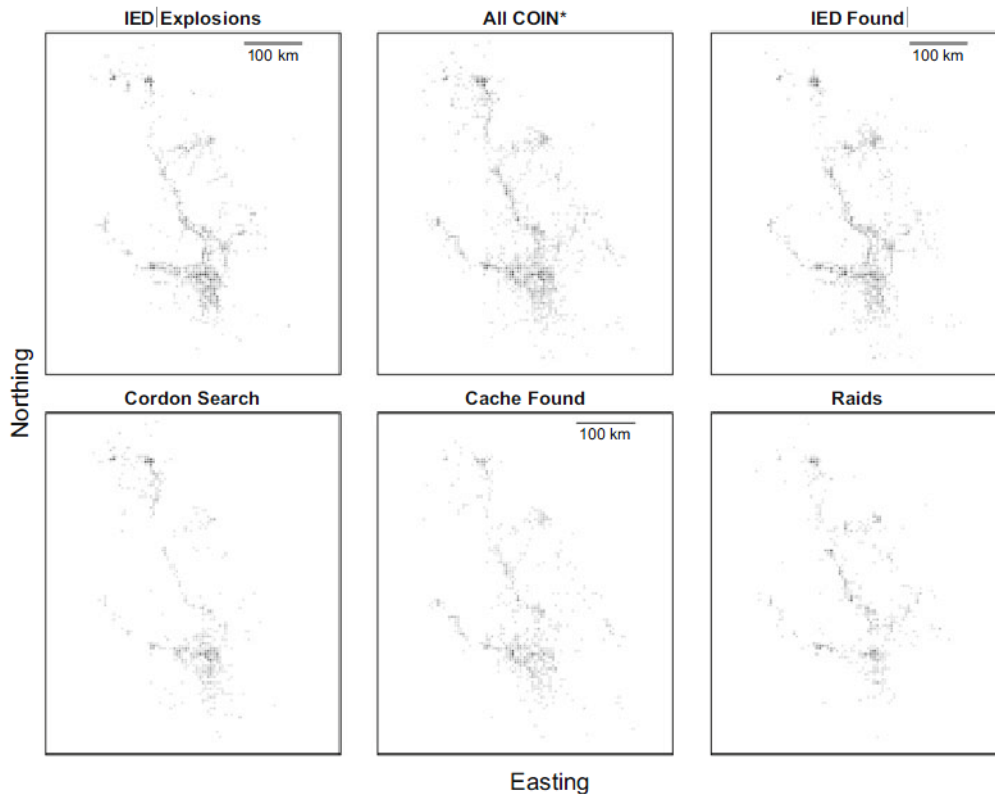 IED Explosions
All COIN*
IED Found
100 km
100 km
Northing
Cordon Search
Cache Found
Raids
100 km
Easting